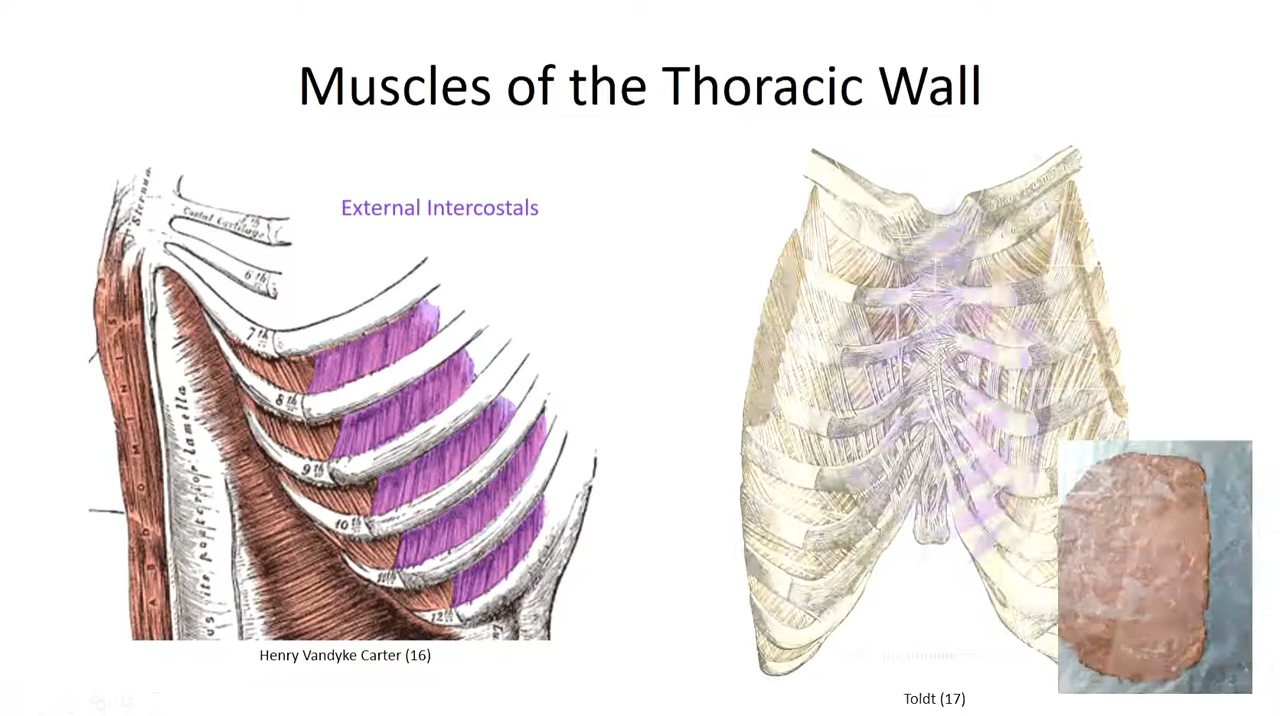 Muscles of the Thoracic Wall
External Intercostals
Sternum
Costal Cartilage
6th
7th
8th
9th
10th
11th
12th
posterior lamella
Henry Vandyke Carter (16)
Toldt (17)